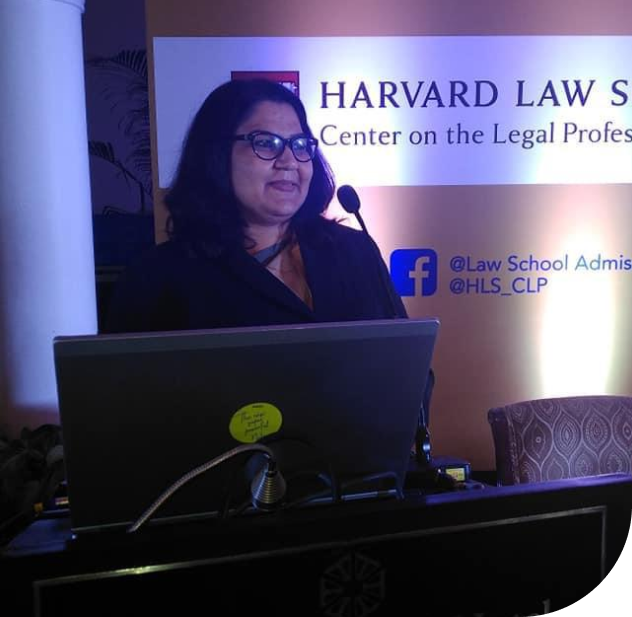 HARVARD LAW S
Center on the Legal Profes
f
@Law School Admis
@HLS_CLP